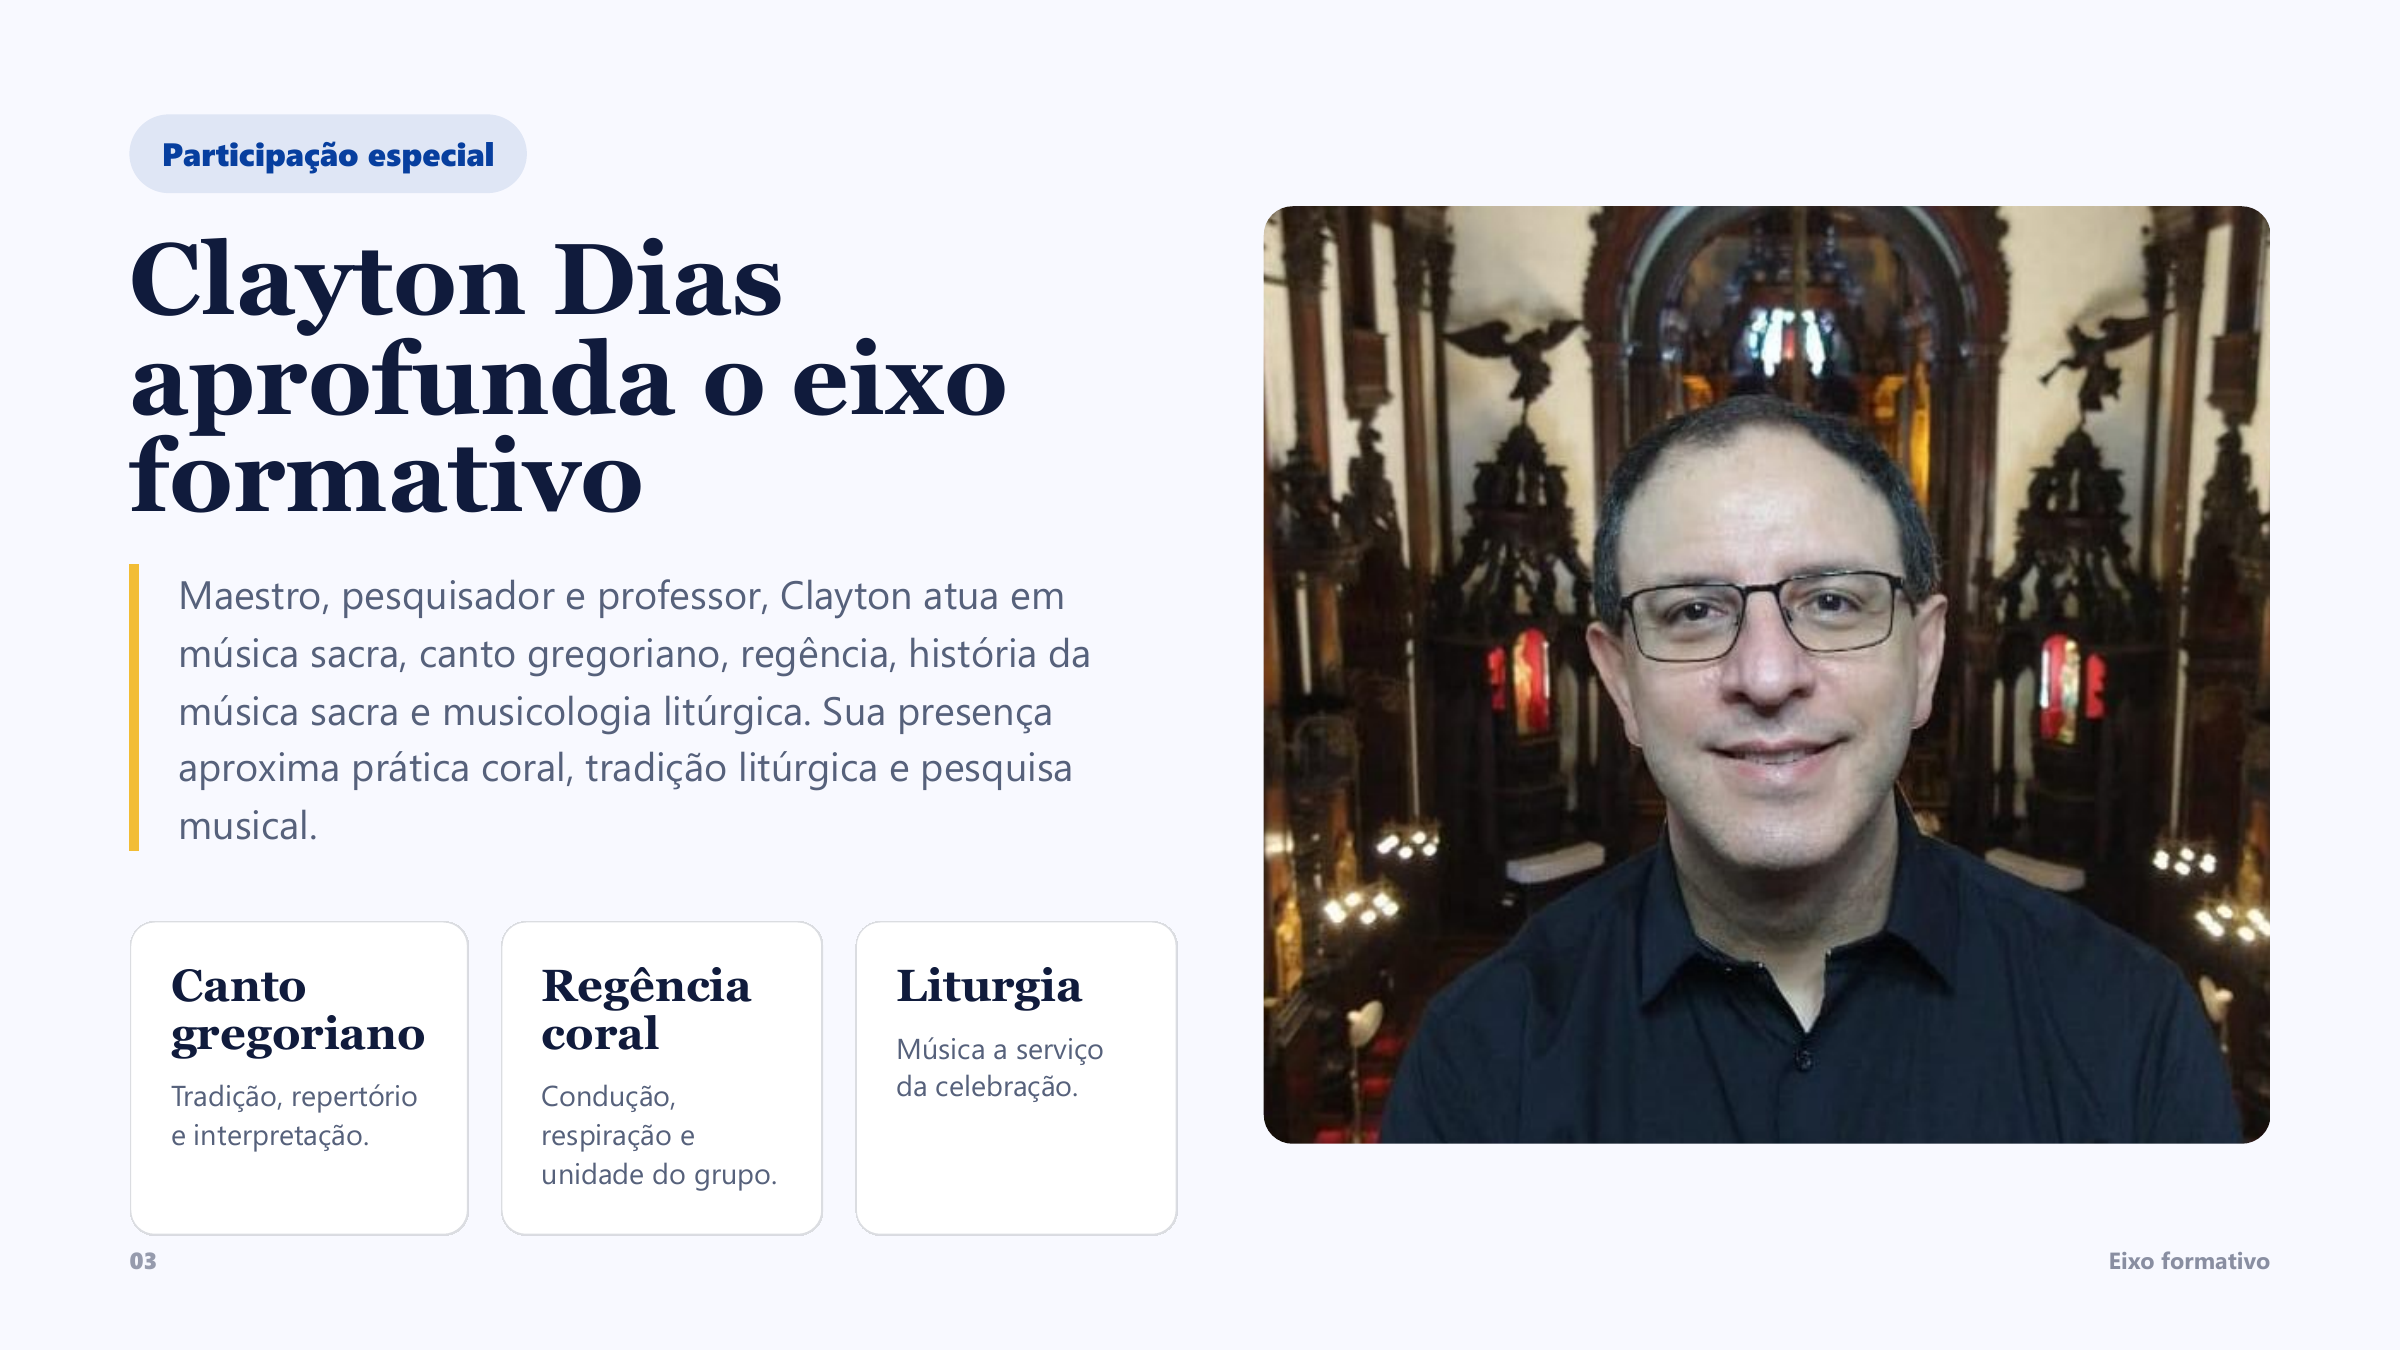 Participação especial
Clayton Dias
aprofunda o eixo
formativo
Maestro, pesquisador e professor, Clayton atua em
música sacra, canto gregoriano, regência, história da
música sacra e musicologia litúrgica. Sua presença
aproxima prática coral, tradição litúrgica e pesquisa
musical.
Canto
gregoriano
Tradição, repertório
e interpretação.
Regência
coral
Condução,
respiração e
unidade do grupo.
Liturgia
Música a serviço
da celebração.
03
Eixo formativo